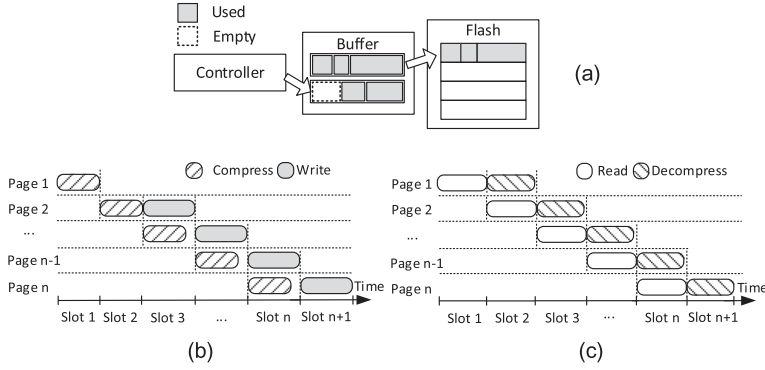 Used
Empty
Controller
Buffer
Flash
(a)
Compress Write
Page 1
Page 2
...
Page n-1
Page n
Time
Slot 1 Slot 2 Slot 3 ... Slot n Slot n+1
(b)
Read Decompress
Page 1
Page 2
...
Page n-1
Page n
Time
Slot 1 Slot 2 Slot 3 ... Slot n Slot n+1
(c)